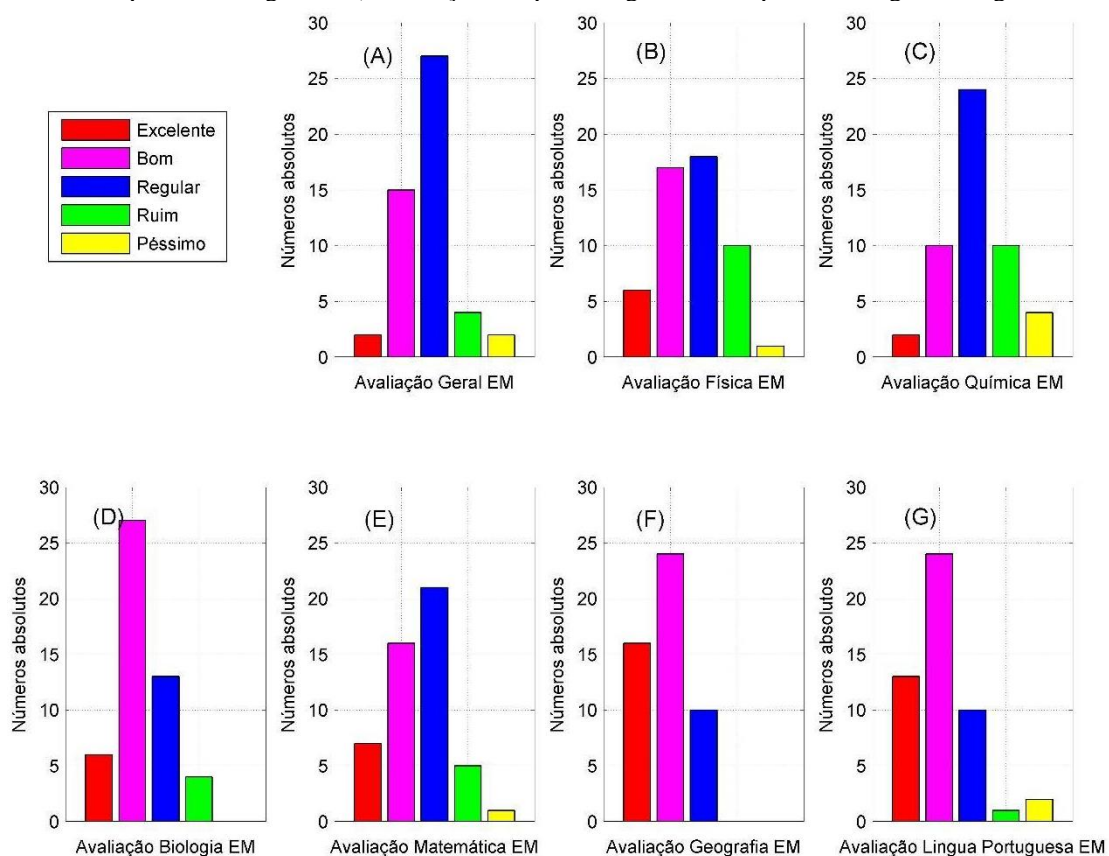 (A)
(B)
(C)
Excelente
Bom
Regular
Ruim
Péssimo
Números absolutos
30
25
20
15
10
5
0
Avaliação Geral EM
Números absolutos
30
25
20
15
10
5
0
Avaliação Física EM
Números absolutos
30
25
20
15
10
5
0
Avaliação Química EM
(D)
Números absolutos
30
25
20
15
10
5
0
Avaliação Biologia EM
(E)
Números absolutos
30
25
20
15
10
5
0
Avaliação Matemática EM
(F)
Números absolutos
30
25
20
15
10
5
0
Avaliação Geografia EM
(G)
Números absolutos
30
25
20
15
10
5
0
Avaliação Lingua Portuguesa EM